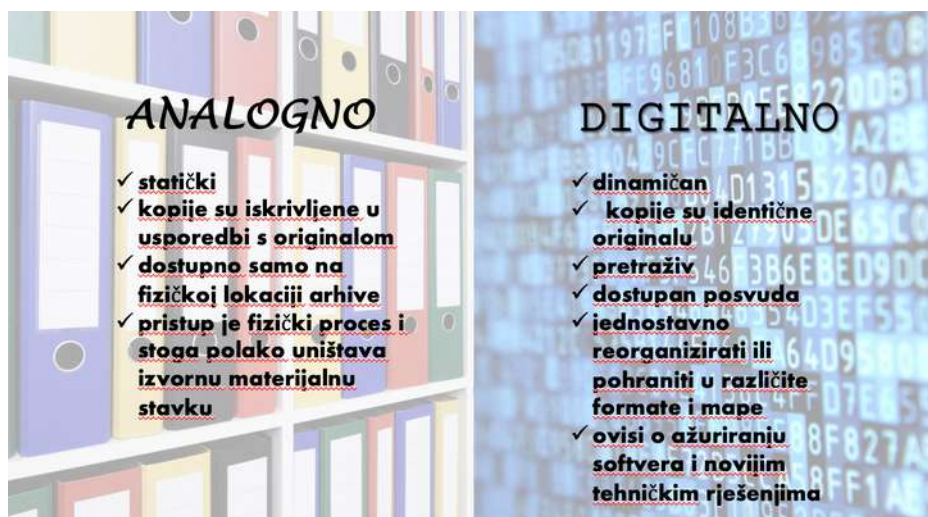 ANALOGNO
✓ statički
✓ kopije su iskrivljene u
usporedbi s originalom
✓ dostupno samo na
fizičkoj lokaciji arhive
✓ pristup je fizički proces i
stoga polako uništava
izvornu materijalnu
stavku
DIGITALNO
✓ dinamičan
✓ kopije su identične
originalu
✓ pretraživ
✓ dostupan posvuda
✓ jednostavno
reorganizirati ili
pohraniti u različite
formate i mape
✓ ovisi o ažuriranju
softvera i novijim
tehničkim rješenjima